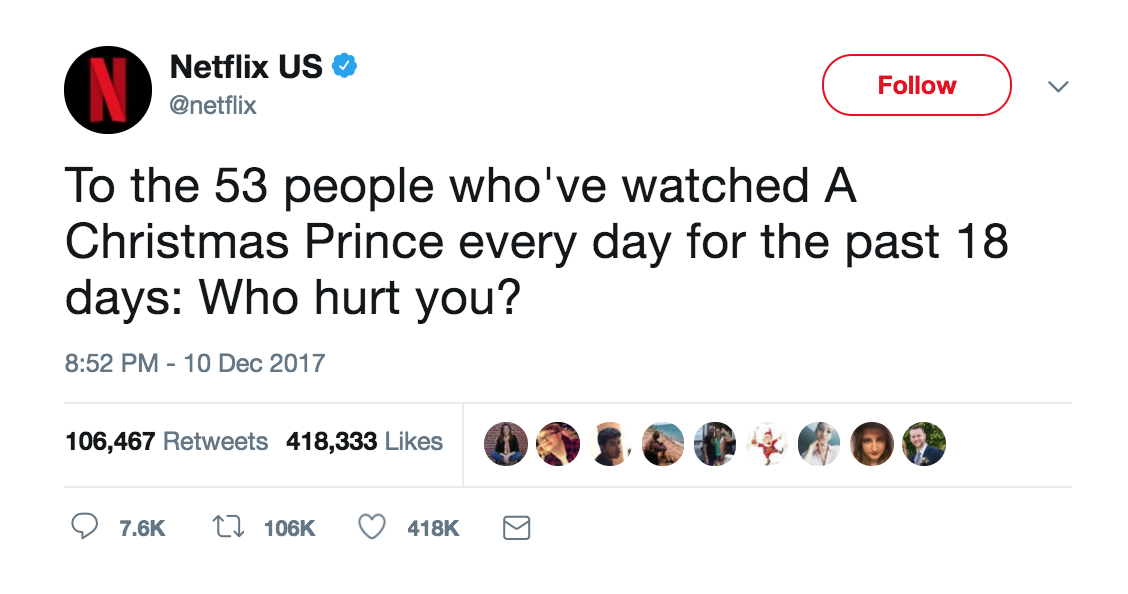 Netflix US
@netflix
Follow
To the 53 people who've watched A
Christmas Prince every day for the past 18
days: Who hurt you?
8:52 PM - 10 Dec 2017
106,467 Retweets 418,333 Likes
7.6K 106K 418K